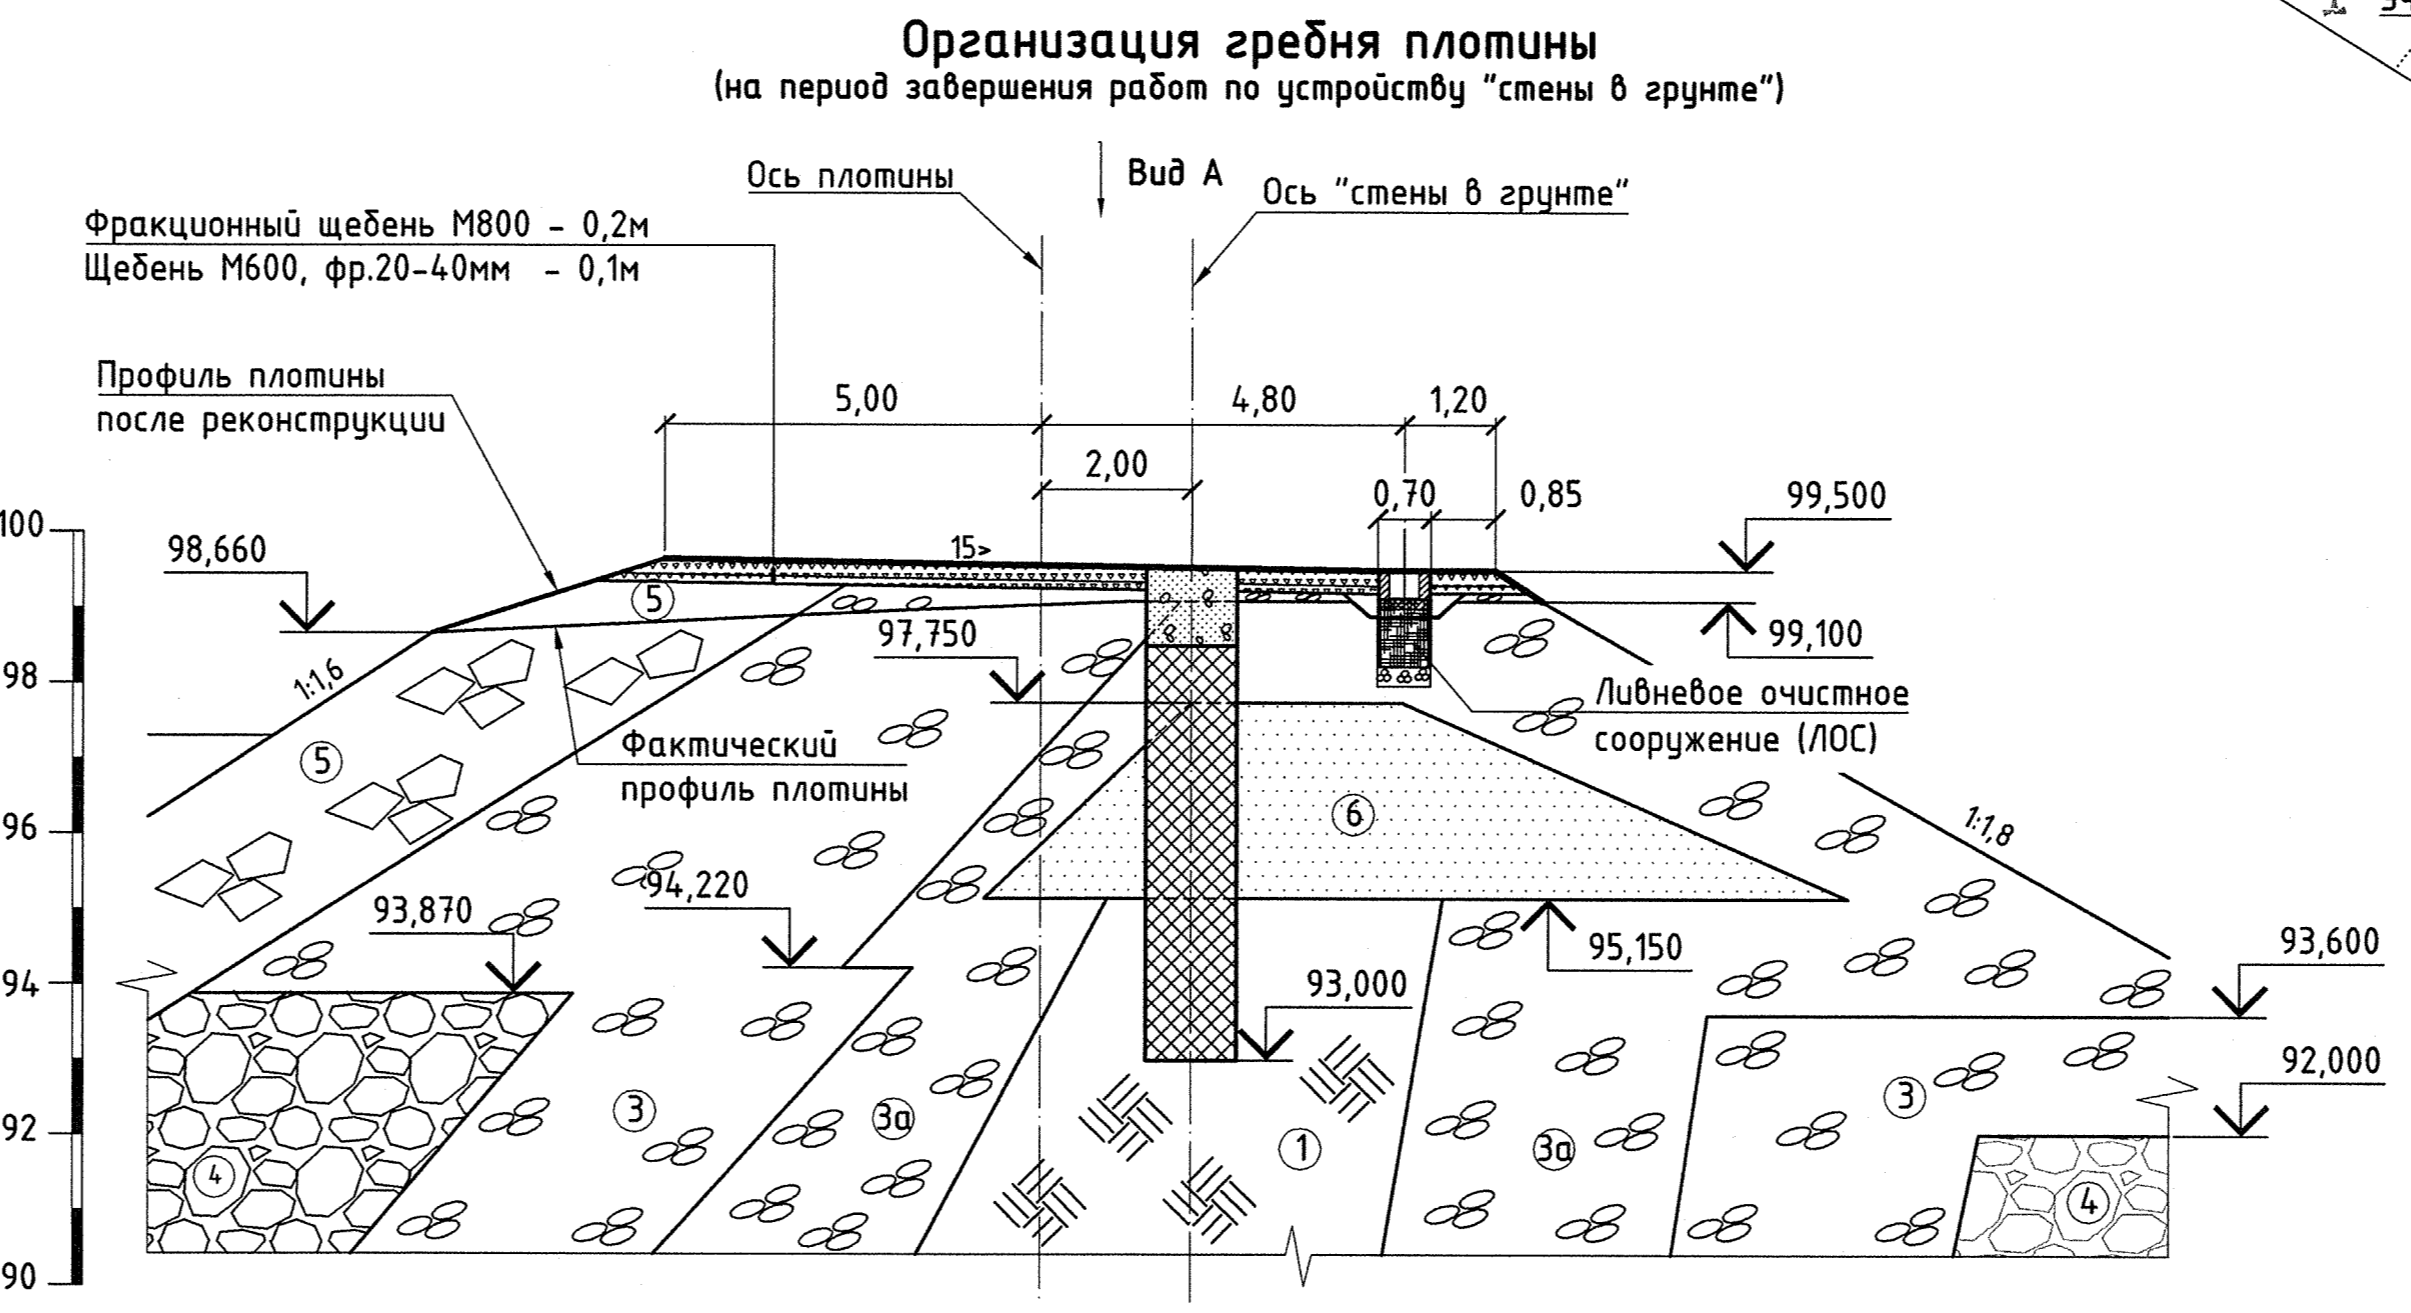 Организация гребня плотины
(на период завершения работ по устройству "стены в грунте")
Ось плотины
Вид А
Ось "стены в грунте"
Фракционный щебень М800 - 0,2м
Щебень М600, фр.20-40мм - 0,1м
Профиль плотины
после реконструкции
5,00
4,80
1,20
2,00
0,70
0,85
99,500
100
98,660
15>
5
97,750
99,100
98
1:1,6
Ливневое очистное
сооружение (ЛОС)
Фактический
профиль плотины
5
96
6
1:1,8
94,220
93,870
95,150
93,600
94
93,000
92,000
3
3а
3
92
1
3а
4
4
90